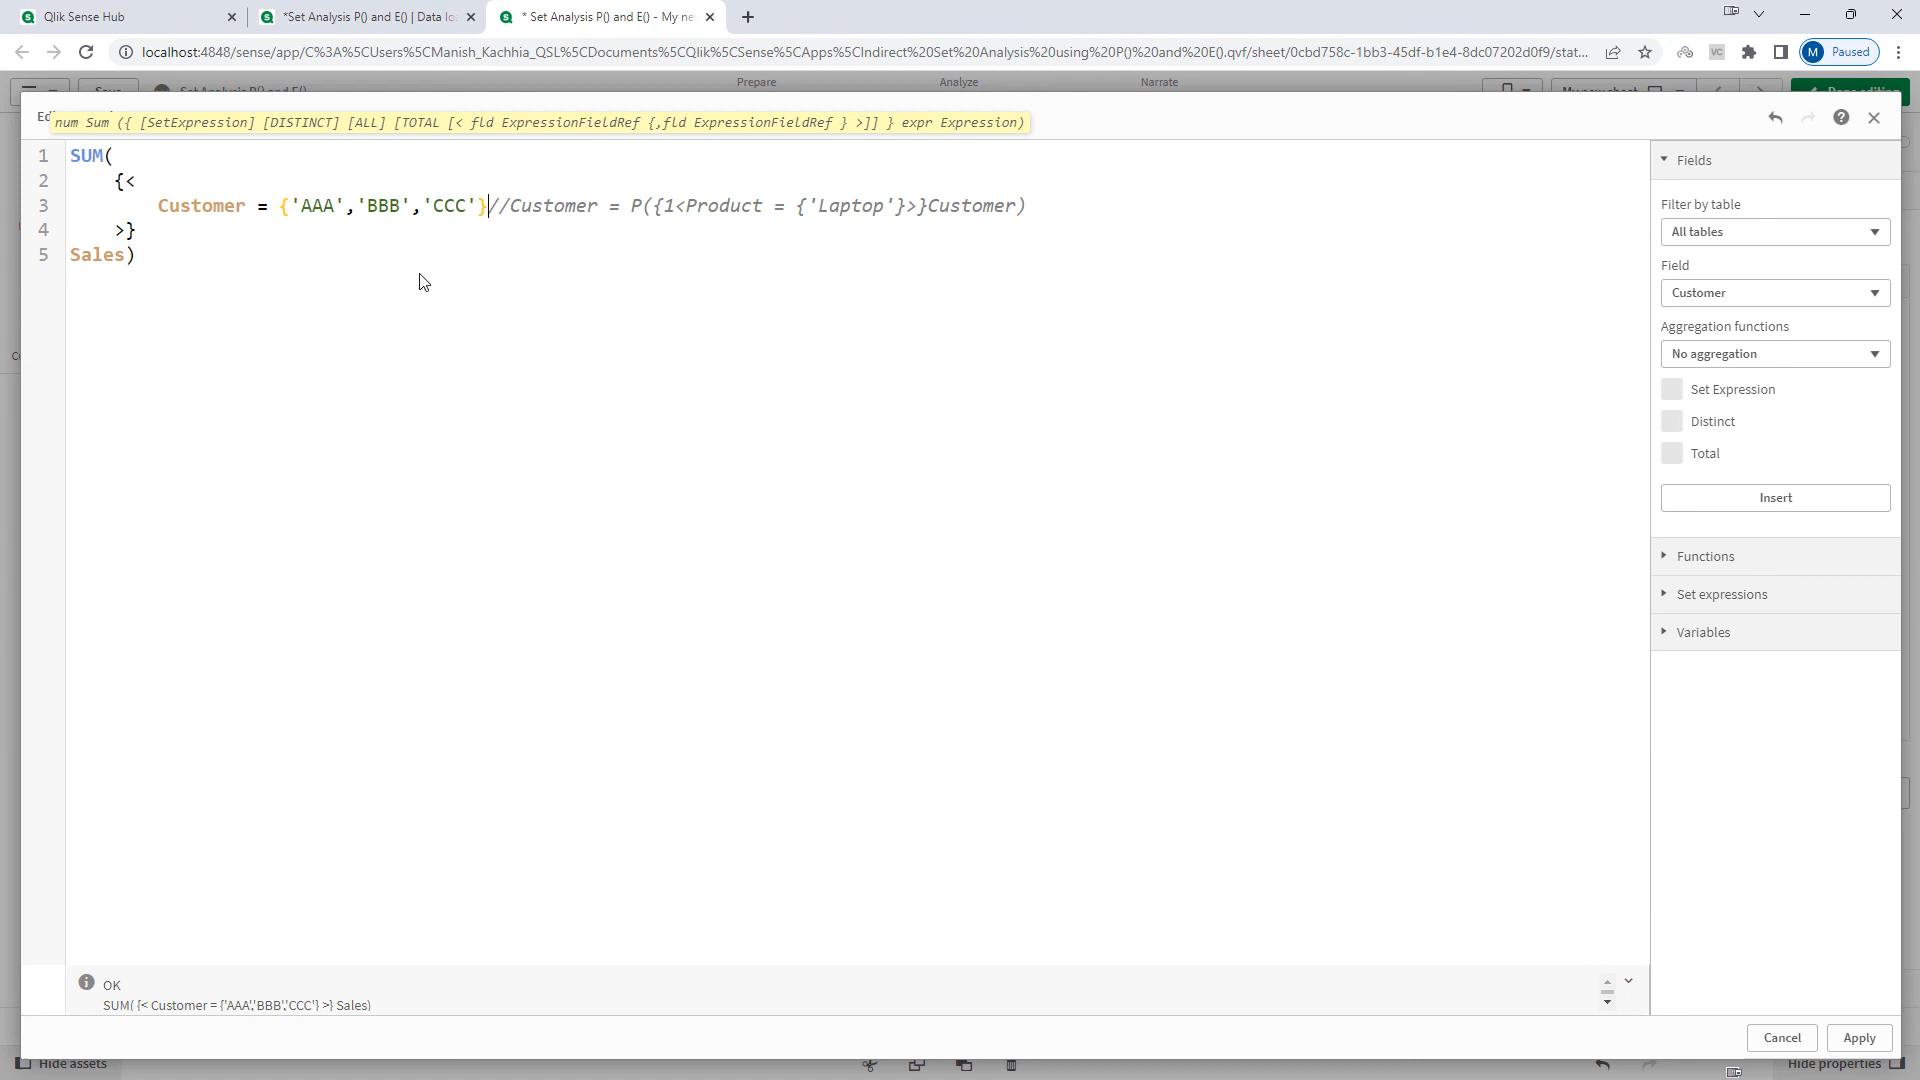 Qlik Sense Hub
*Set Analysis P() and E() | Data lo
* Set Analysis P() and E() - My ne
localhost:4848/sense/app/C%3A%5CUsers%5CManish_Kachhia_QSL%5CDocuments%5CQlik%5CSense%5CApps%5CIndirect%20Set%20Analysis%20using%20P()%20and%20E().qvf/sheet/0cbd758c-1bb3-45df-b1e4-8dc07202d0f9/stat...
VC
M Paused
Prepare
Analyze
Narrate
num Sum ({ [SetExpression] [DISTINCT] [ALL] [TOTAL [< fld ExpressionFieldRef {,fld ExpressionFieldRef } >]] } expr Expression)
1 SUM(
2 {<
3 Customer = {'AAA','BBB','CCC'}//Customer = P({1<Product = {'Laptop'}>}Customer)
4 >}
5 Sales)
Fields
Filter by table
All tables
Field
Customer
Aggregation functions
No aggregation
Set Expression
Distinct
Total
Insert
Functions
Set expressions
Variables
OK
SUM( {< Customer = {'AAA','BBB','CCC'} >} Sales)
Cancel
Apply
Hide assets
Hide properties